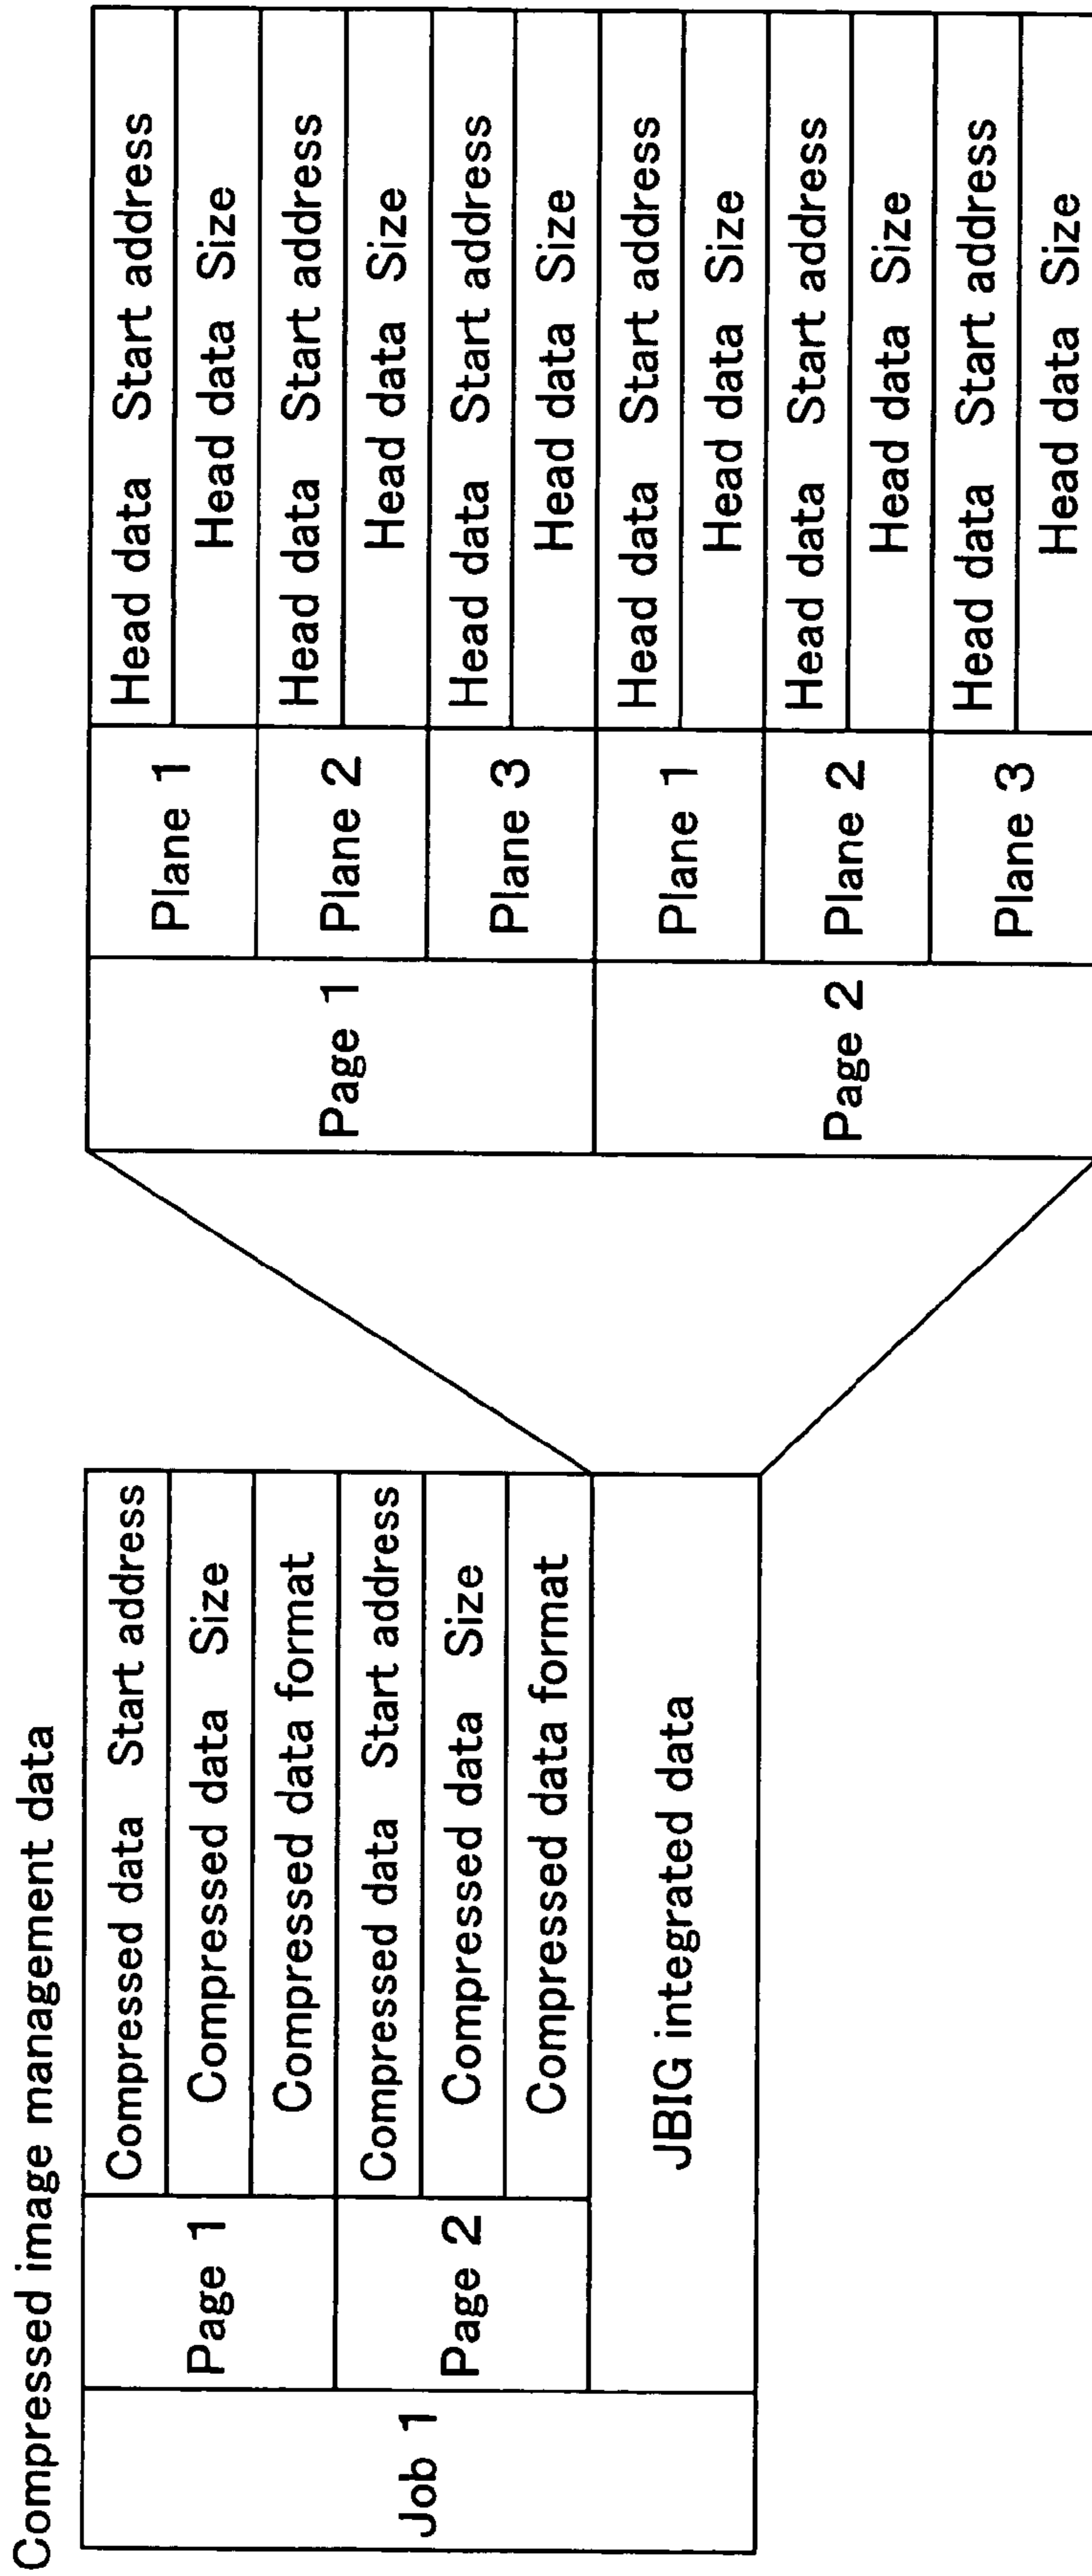 Compressed image management data
Job 1
Page 1
Compressed data Start address
Compressed data Size
Compressed data format
Page 2
Compressed data Start address
Compressed data Size
Compressed data format
JBIG integrated data
Page 1
Plane 1
Head data Start address
Head data Size
Plane 2
Head data Start address
Head data Size
Plane 3
Head data Start address
Head data Size
Page 2
Plane 1
Head data Start address
Head data Size
Plane 2
Head data Start address
Head data Size
Plane 3
Head data Start address
Head data Size